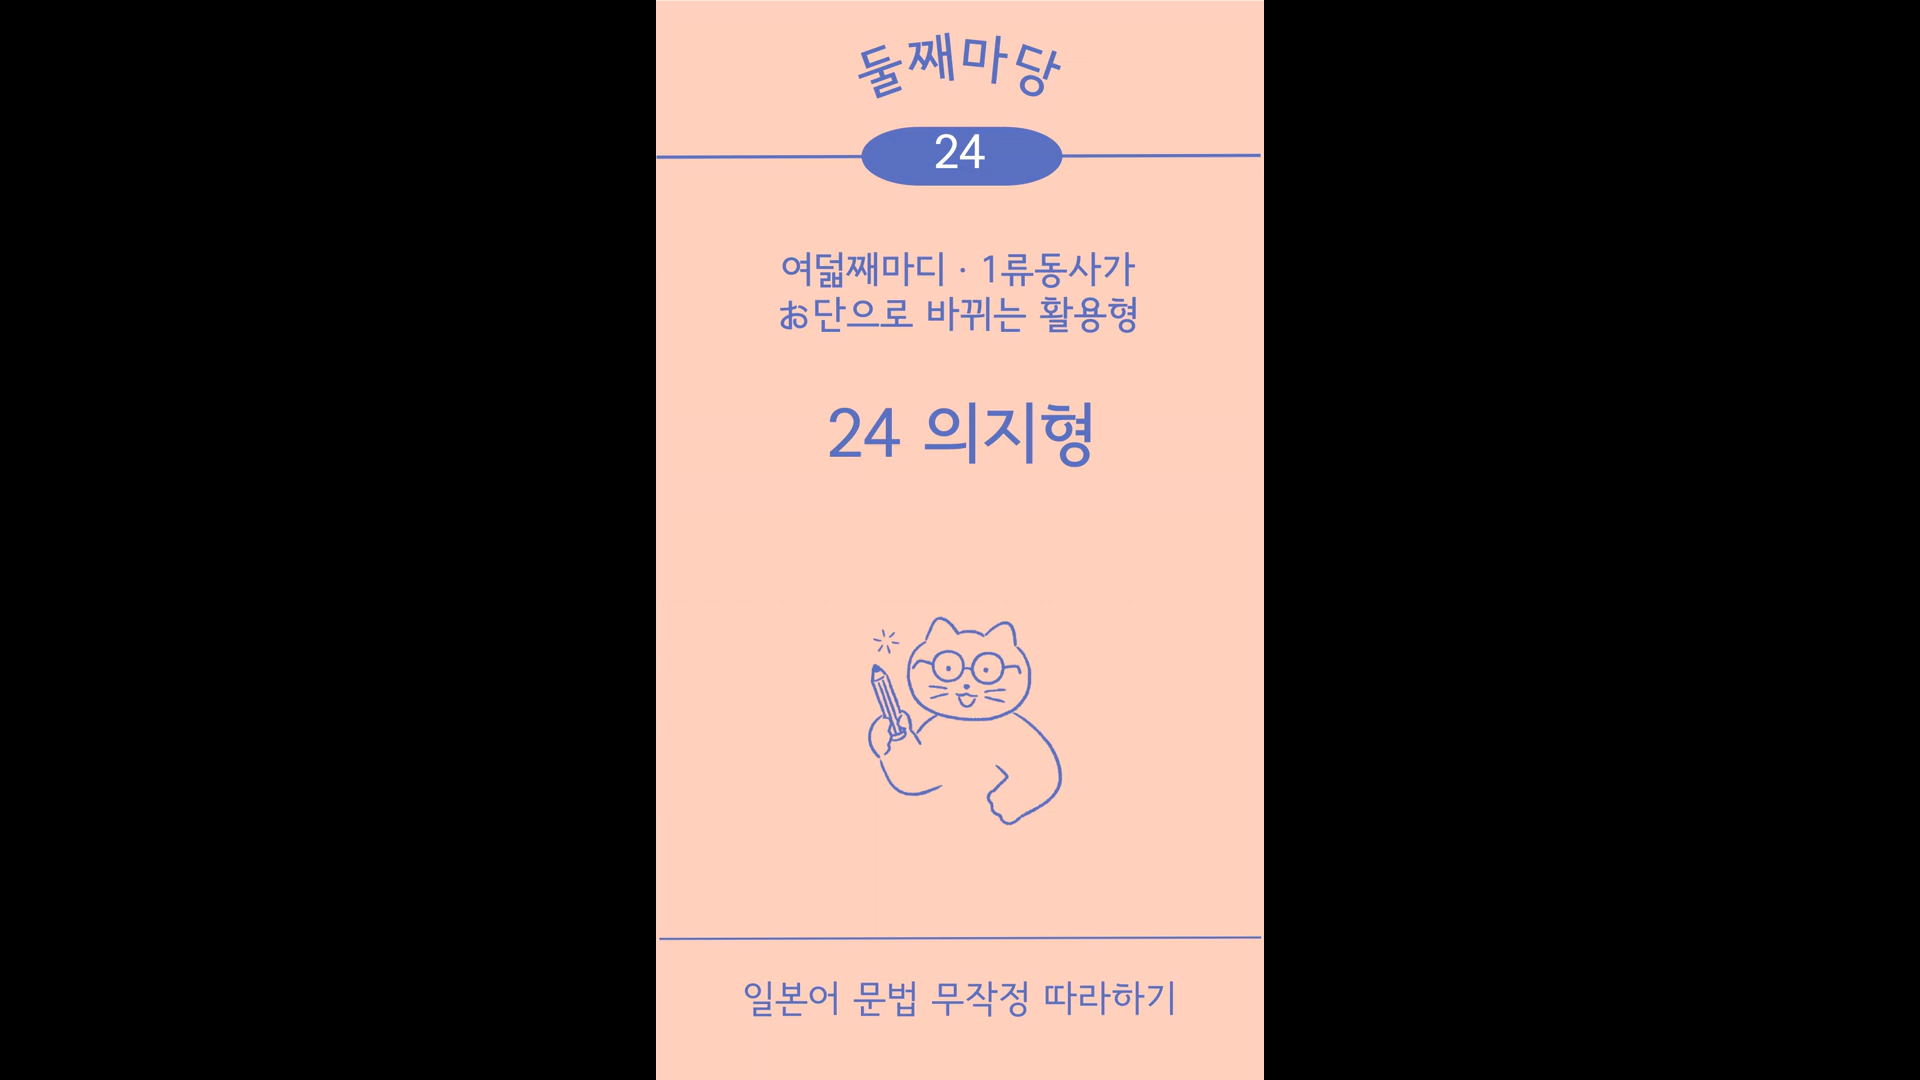 둘째마당
24
여덟째마디 · 1류동사가
お단으로 바뀌는 활용형
24 의지형
일본어 문법 무작정 따라하기